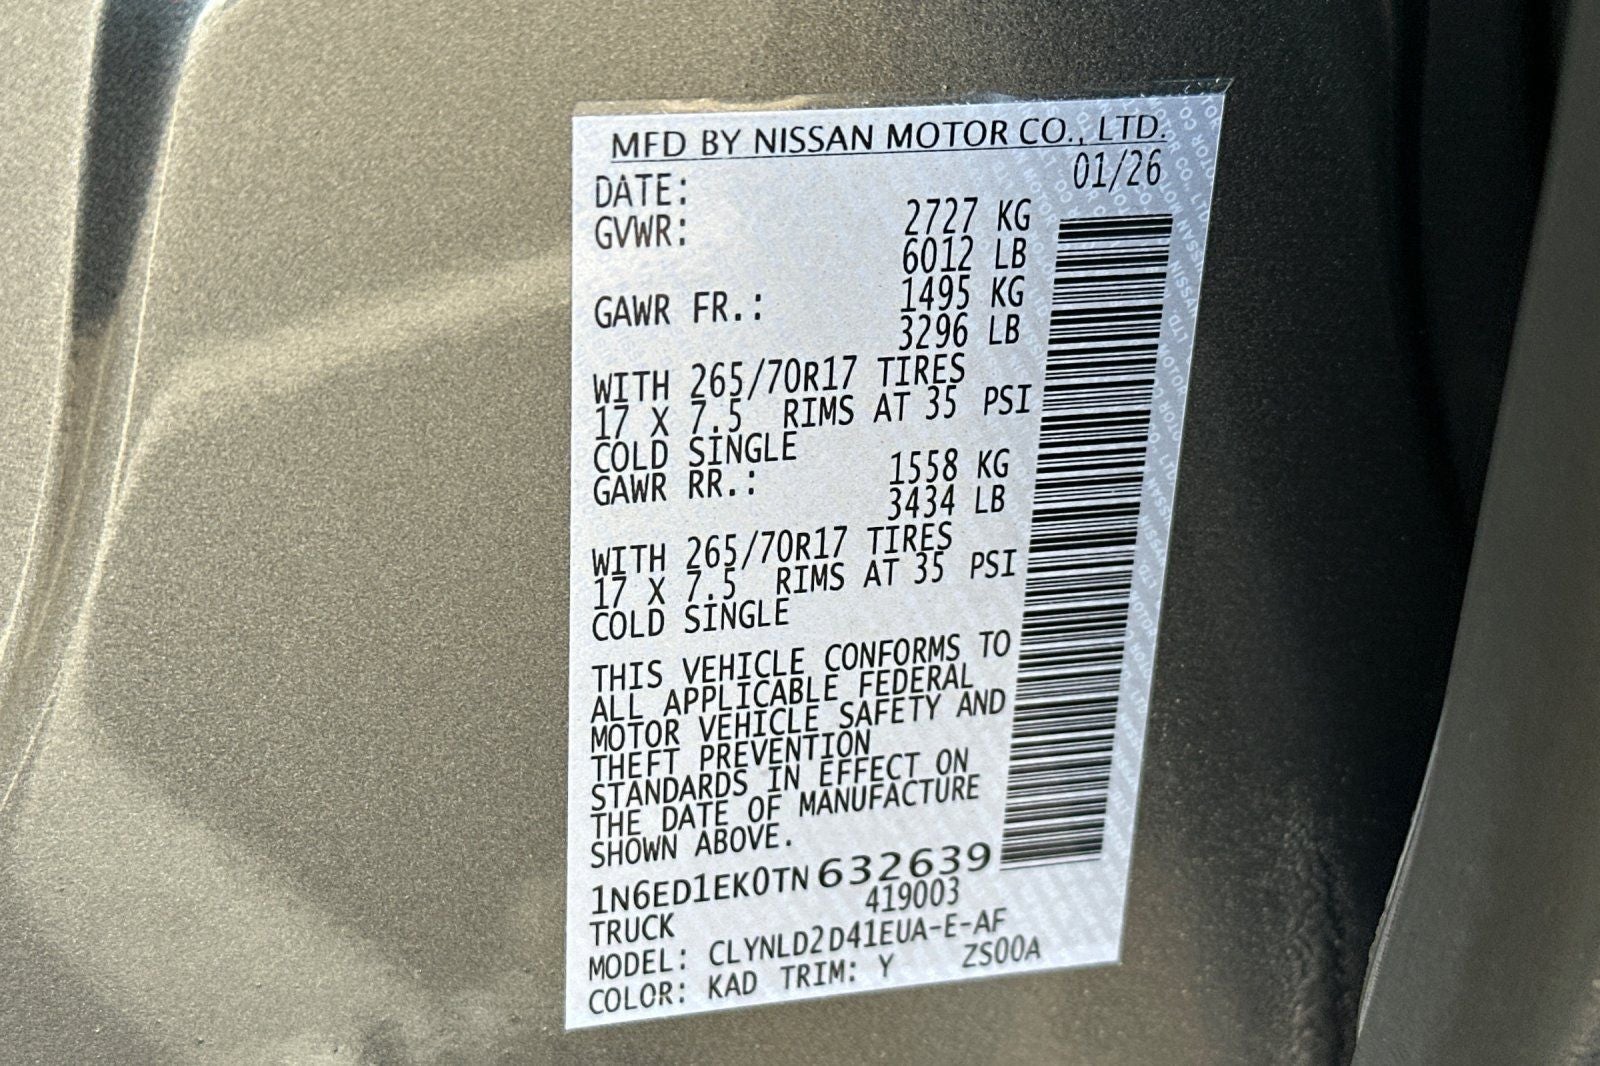 MFD BY NISSAN MOTOR CO., LTD.
DATE: 01/26
GVWR: 2727 KG
6012 LB
GAWR FR.: 1495 KG
3296 LB
WITH 265/70R17 TIRES
17 X 7.5 RIMS AT 35 PSI
COLD SINGLE
GAWR RR.: 1558 KG
3434 LB
WITH 265/70R17 TIRES
17 X 7.5 RIMS AT 35 PSI
COLD SINGLE
THIS VEHICLE CONFORMS TO
ALL APPLICABLE FEDERAL
MOTOR VEHICLE SAFETY AND
THEFT PREVENTION
STANDARDS IN EFFECT ON
THE DATE OF MANUFACTURE
SHOWN ABOVE.
1N6ED1EK0TN632639
TRUCK 419003
MODEL: CLYNLD2D41EUA-E-AF
COLOR: KAD TRIM: Y ZS00A